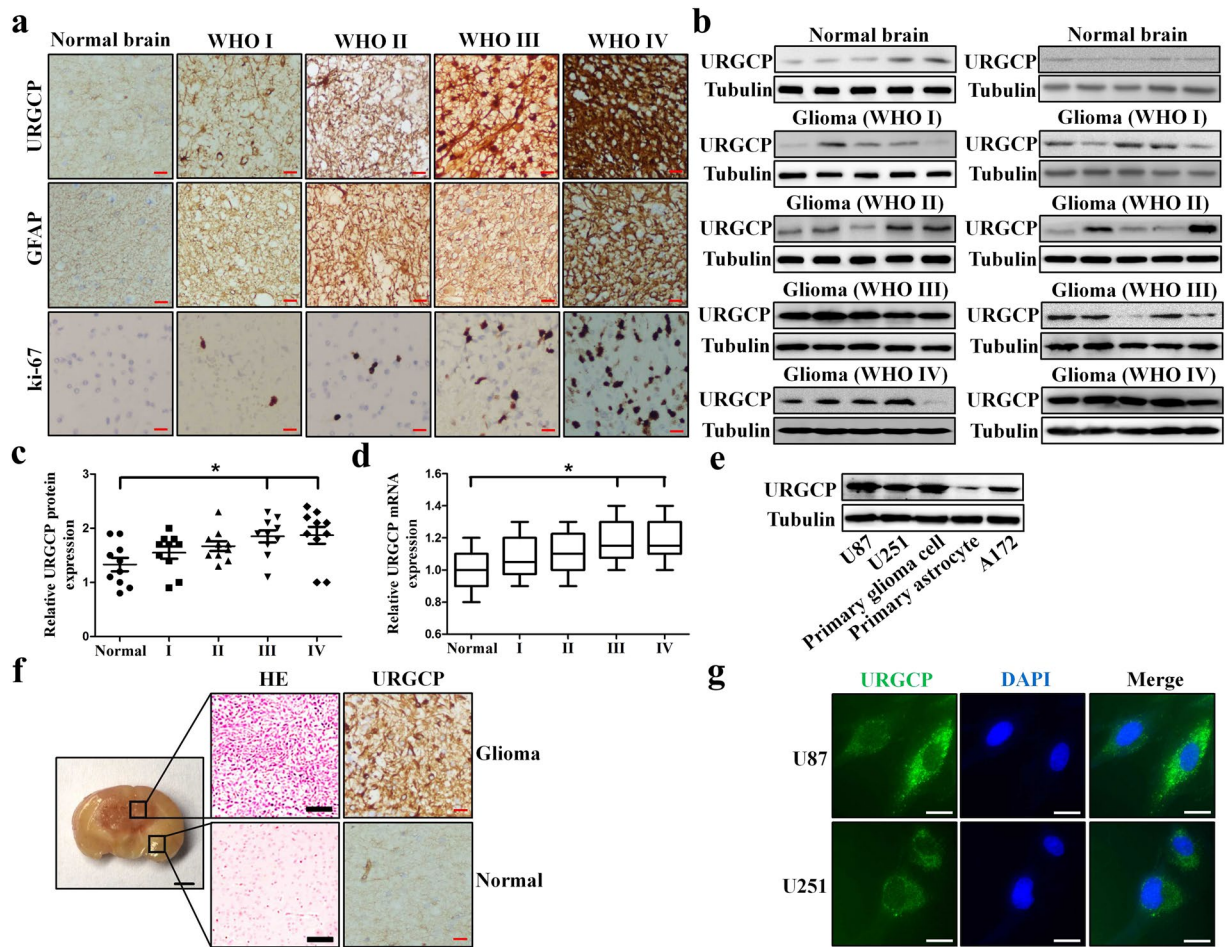 a
Normal brain WHO I WHO II WHO III WHO IV
URGCP
GFAP
ki-67
b
Normal brain
URGCP
Tubulin
Glioma (WHO I)
URGCP
Tubulin
Glioma (WHO II)
URGCP
Tubulin
Glioma (WHO III)
URGCP
Tubulin
Glioma (WHO IV)
URGCP
Tubulin
Normal brain
URGCP
Tubulin
Glioma (WHO I)
URGCP
Tubulin
Glioma (WHO II)
URGCP
Tubulin
Glioma (WHO III)
URGCP
Tubulin
Glioma (WHO IV)
URGCP
Tubulin
c
Relative URGCP protein
expression
3
2
1
0
*
Normal I II III IV
d
Relative URGCP mRNA
expression
1.6
1.4
1.2
1.0
0.8
0.6
*
Normal I II III IV
e
URGCP
Tubulin
U87
U251
Primary glioma cell
Primary astrocyte
A172
f
HE URGCP
Glioma
Normal
g
URGCP DAPI Merge
U87
U251